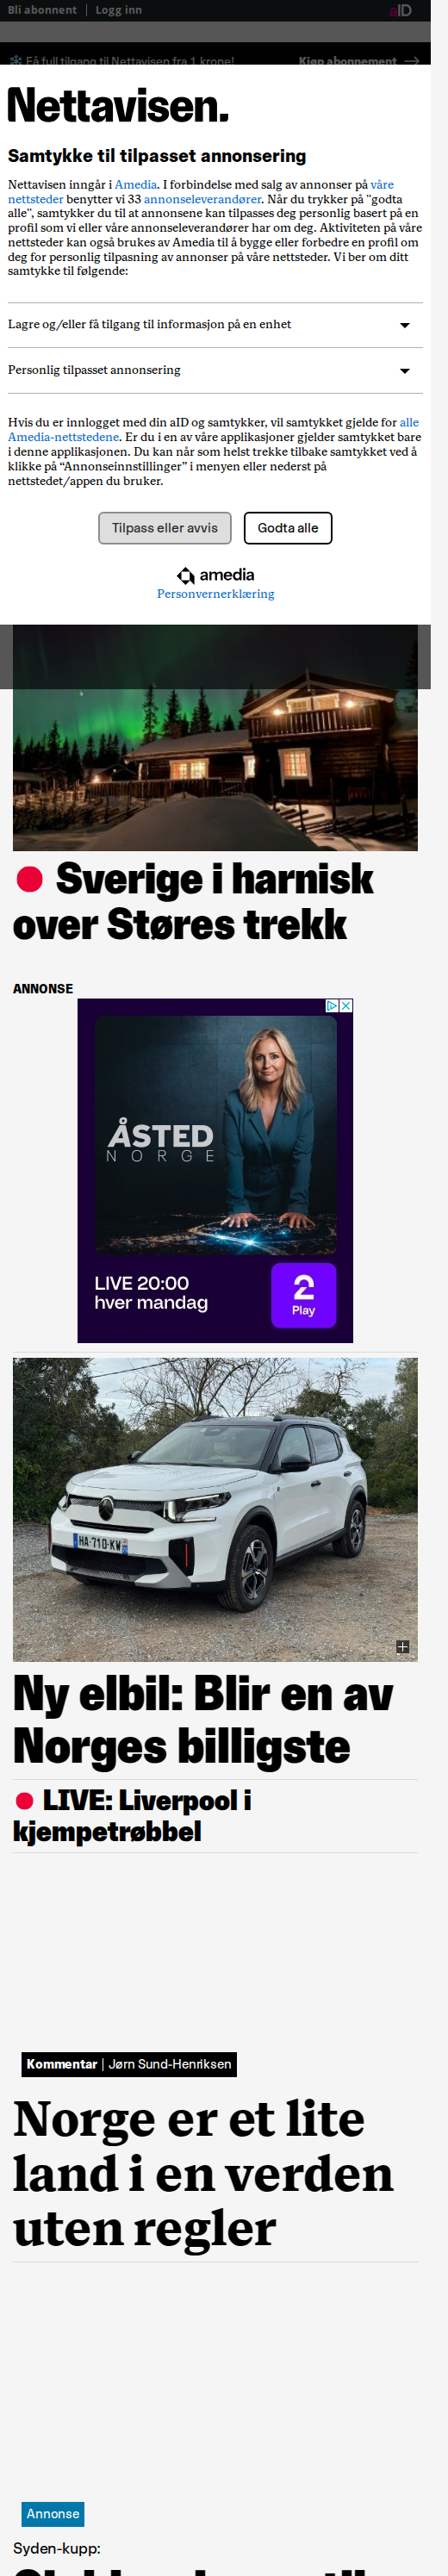 Bli abonnent | Logg inn aID
Få full tilgang til Nettavisen fra 1 krone! Kjøp abonnement →
Nettavisen.
Samtykke til tilpasset annonsering
Nettavisen inngår i Amedia. I forbindelse med salg av annonser på våre
nettsteder benytter vi 33 annonseleverandører. Når du trykker på "godta
alle", samtykker du til at annonsene kan tilpasses deg personlig basert på en
profil som vi eller våre annonseleverandører har om deg. Aktiviteten på våre
nettsteder kan også brukes av Amedia til å bygge eller forbedre en profil om
deg for personlig tilpasning av annonser på våre nettsteder. Vi ber om ditt
samtykke til følgende:
Lagre og/eller få tilgang til informasjon på en enhet
Personlig tilpasset annonsering
Hvis du er innlogget med din aID og samtykker, vil samtykket gjelde for alle
Amedia-nettstedene. Er du i en av våre applikasjoner gjelder samtykket bare
i denne applikasjonen. Du kan når som helst trekke tilbake samtykket ved å
klikke på “Annonseinnstillinger” i menyen eller nederst på
nettstedet/appen du bruker.
Tilpass eller avvis Godta alle
amedia
Personvernerklæring
Sverige i harnisk
over Støres trekk
ANNONSE
ÅSTED
NORGE
LIVE 20:00
hver mandag
2
Play
HA-710-KW
Ny elbil: Blir en av
Norges billigste
LIVE: Liverpool i
kjempetrøbbel
Kommentar | Jørn Sund-Henriksen
Norge er et lite
land i en verden
uten regler
Annonse
Syden-kupp: